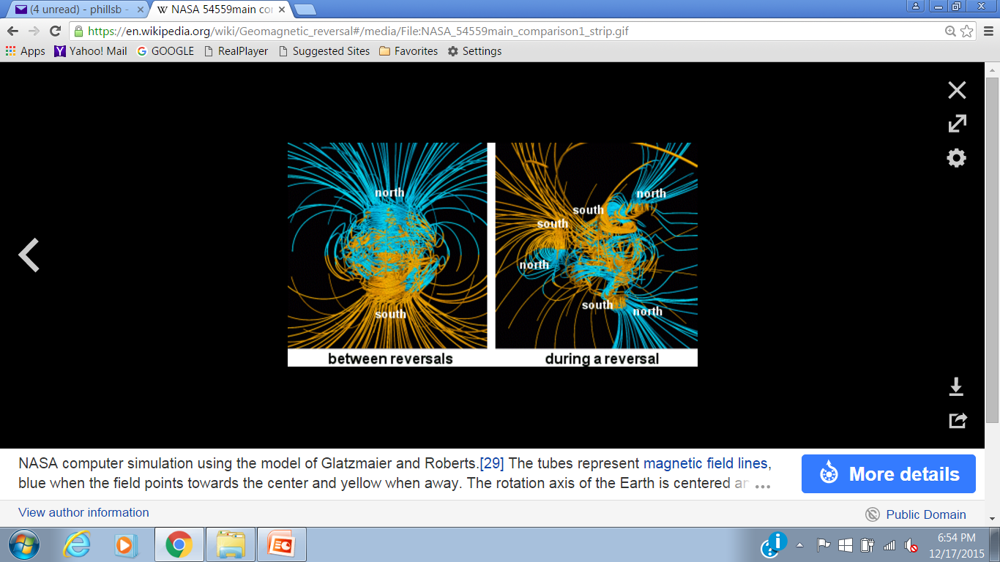 (4 unread) - phillsb -
W NASA 54559main co
https://en.wikipedia.org/wiki/Geomagnetic_reversal#/media/File:NASA_54559main_comparison1_strip.gif
Apps Yahoo! Mail GOOGLE RealPlayer Suggested Sites Favorites Settings
north
south
between reversals
north
south
south
north
south
north
during a reversal
NASA computer simulation using the model of Glatzmaier and Roberts.[29] The tubes represent magnetic field lines,
blue when the field points towards the center and yellow when away. The rotation axis of the Earth is centered ar ...
More details
View author information
Public Domain
6:54 PM
12/17/2015